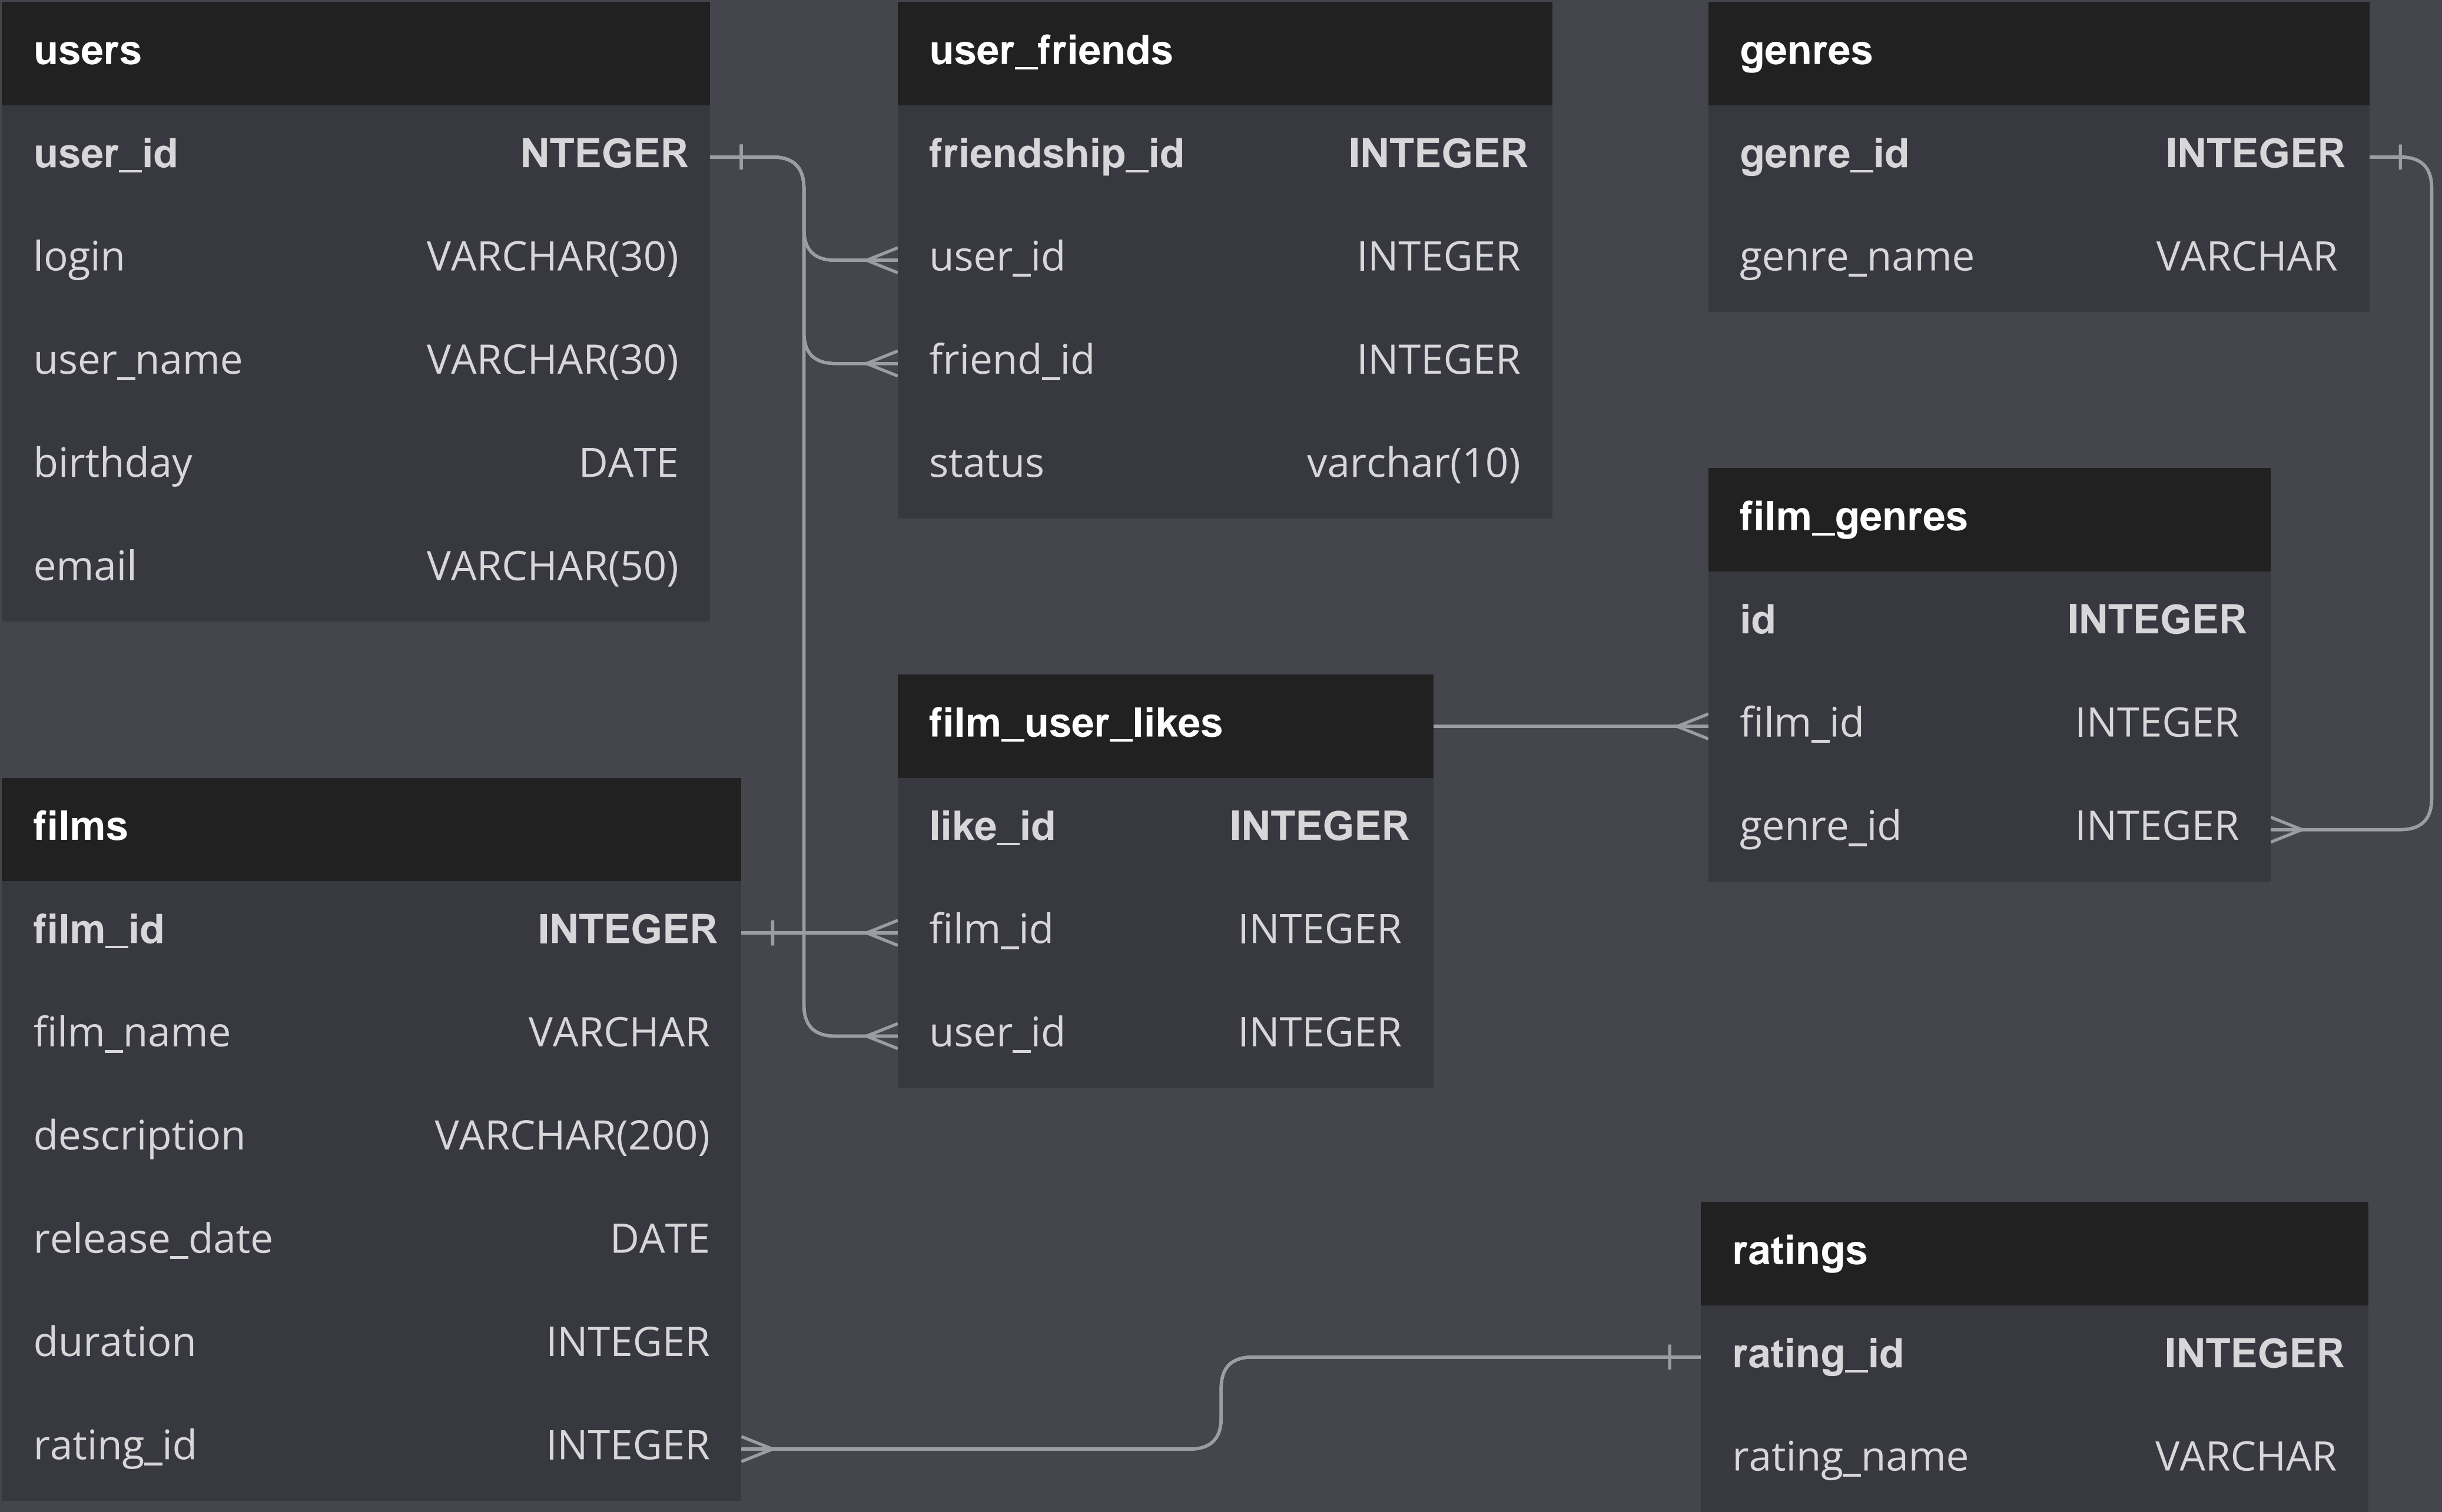 users
user_id NTEGER
login VARCHAR(30)
user_name VARCHAR(30)
birthday DATE
email VARCHAR(50)
user_friends
friendship_id INTEGER
user_id INTEGER
friend_id INTEGER
status varchar(10)
genres
genre_id INTEGER
genre_name VARCHAR
film_genres
id INTEGER
film_id INTEGER
genre_id INTEGER
film_user_likes
like_id INTEGER
film_id INTEGER
user_id INTEGER
films
film_id INTEGER
film_name VARCHAR
description VARCHAR(200)
release_date DATE
duration INTEGER
rating_id INTEGER
ratings
rating_id INTEGER
rating_name VARCHAR